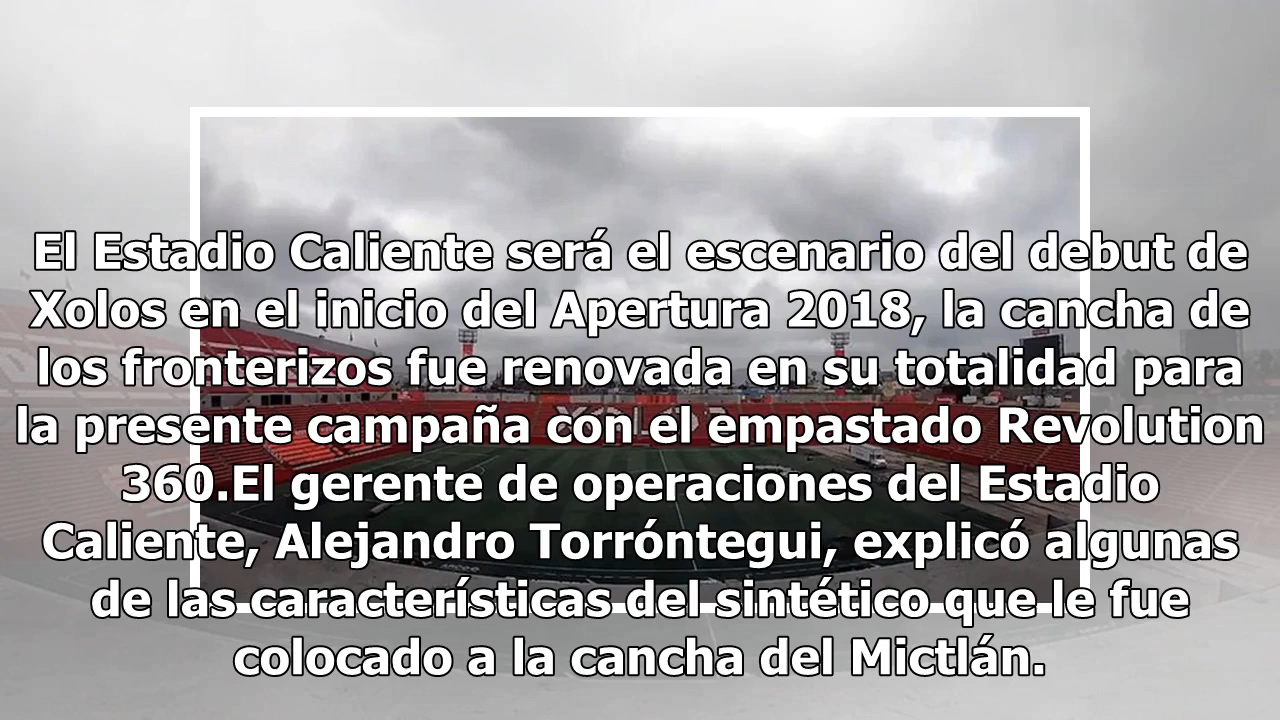 El Estadio Caliente será el escenario del debut de
Xolos en el inicio del Apertura 2018, la cancha de
los fronterizos fue renovada en su totalidad para
la presente campaña con el empastado Revolution
360.El gerente de operaciones del Estadio
Caliente, Alejandro Torróntegui, explicó algunas
de las características del sintético que le fue
colocado a la cancha del Mictlán.